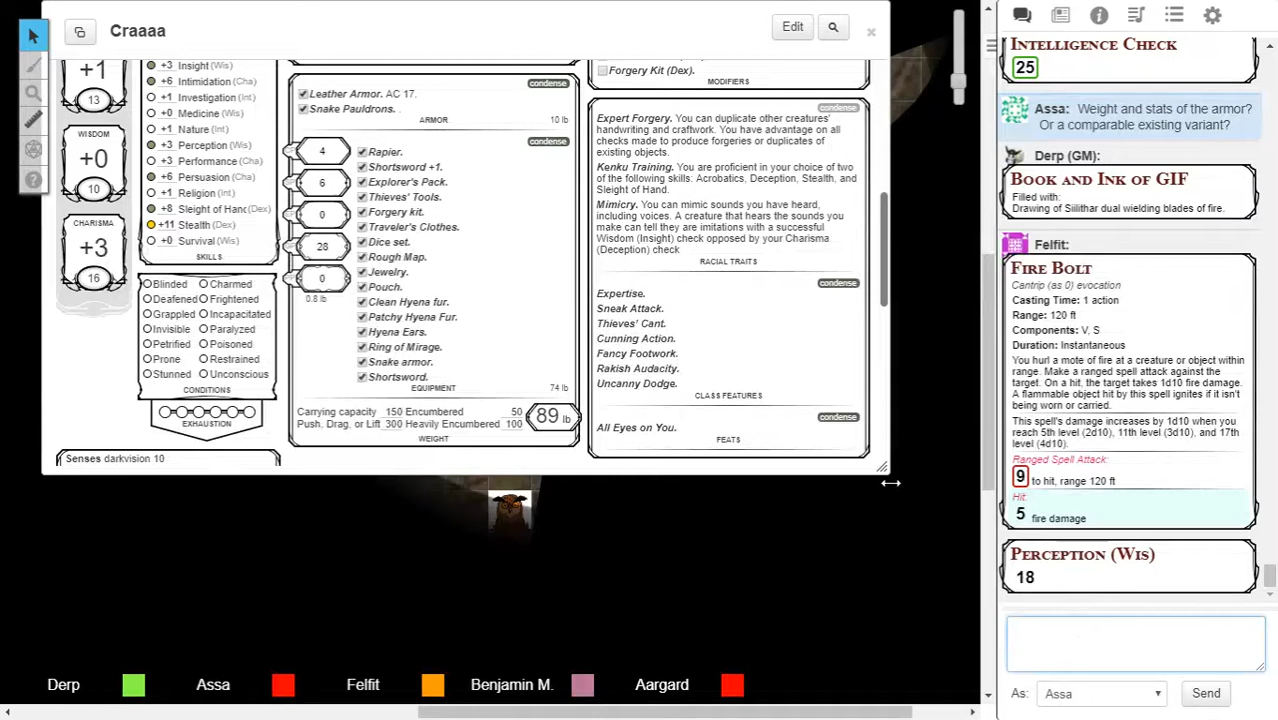 Craaaa
Edit
+1
13
WISDOM
+0
10
CHARISMA
+3
16
+3 Insight (Wis)
+6 Intimidation (Cha)
+1 Investigation (Int)
+0 Medicine (Wis)
+1 Nature (Int)
+3 Perception (Wis)
+3 Performance (Cha)
+6 Persuasion (Cha)
+1 Religion (Int)
+8 Sleight of Hand (Dex)
+11 Stealth (Dex)
+0 Survival (Wis)
SKILLS
Blinded Charmed
Deafened Frightened
Grappled Incapacitated
Invisible Paralyzed
Petrified Poisoned
Prone Restrained
Stunned Unconscious
CONDITIONS
EXHAUSTION
Senses darkvision 10
condense
Leather Armor. AC 17.
Snake Pauldrons. .
ARMOR
10 lb
condense
4
6
0
28
0
0.8 lb
Rapier.
Shortsword +1.
Explorer's Pack.
Thieves' Tools.
Forgery kit.
Traveler's Clothes.
Dice set.
Rough Map.
Jewelry.
Pouch.
Clean Hyena fur.
Patchy Hyena Fur.
Hyena Ears.
Ring of Mirage.
Snake armor.
Shortsword.
EQUIPMENT
74 lb
Carrying capacity 150 Encumbered 50
Push, Drag, or Lift 300 Heavily Encumbered 100
89 lb
WEIGHT
Forgery Kit (Dex).
MODIFIERS
condense
Expert Forgery. You can duplicate other creatures'
handwriting and craftwork. You have advantage on all
checks made to produce forgeries or duplicates of
existing objects.
Kenku Training. You are proficient in your choice of two
of the following skills: Acrobatics, Deception, Stealth, and
Sleight of Hand.
Mimicry. You can mimic sounds you have heard,
including voices. A creature that hears the sounds you
make can tell they are imitations with a successful
Wisdom (Insight) check opposed by your Charisma
(Deception) check
RACIAL TRAITS
condense
Expertise.
Sneak Attack.
Thieves' Cant.
Cunning Action.
Fancy Footwork.
Rakish Audacity.
Uncanny Dodge.
CLASS FEATURES
condense
All Eyes on You.
FEATS
Derp
Assa
Felfit
Benjamin M.
Aargard
INTELLIGENCE CHECK
25
Assa: Weight and stats of the armor?
Or a comparable existing variant?
Derp (GM):
BOOK AND INK OF GIF
Filled with:
Drawing of Siilithar dual wielding blades of fire.
Felfit:
FIRE BOLT
Cantrip (as 0) evocation
Casting Time: 1 action
Range: 120 ft
Components: V, S
Duration: Instantaneous
You hurl a mote of fire at a creature or object within
range. Make a ranged spell attack against the
target. On a hit, the target takes 1d10 fire damage.
A flammable object hit by this spell ignites if it isn't
being worn or carried.
This spell's damage increases by 1d10 when you
reach 5th level (2d10), 11th level (3d10), and 17th
level (4d10).
Ranged Spell Attack:
9 to hit, range 120 ft
Hit:
5 fire damage
PERCEPTION (WIS)
18
As: Assa
Send